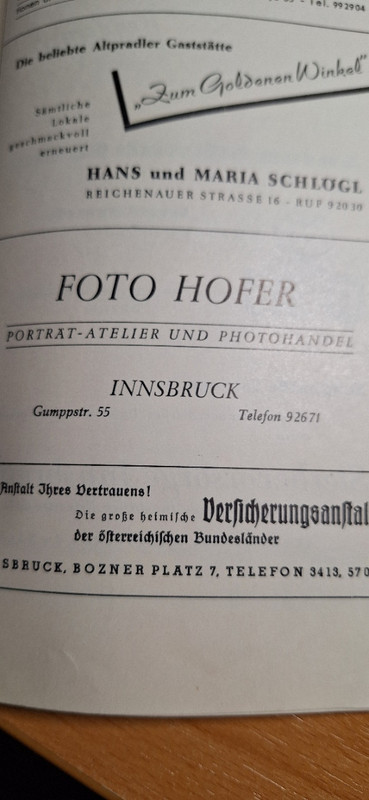 Tel. 992904
Die beliebte Altpradler Gaststätte
„Zum Goldenen Winkel"
Sämtliche
Lokale
geschmackvoll
erneuert
HANS und MARIA SCHLÖGL
REICHENAUER STRASSE 16 - RUF 92030
FOTO HOFER
PORTRÄT-ATELIER UND PHOTOHANDEL
INNSBRUCK
Gumppstr. 55 Telefon 92671
Anstalt Ihres Vertrauens!
Die große heimische Versicherungsanstal
der österreichischen Bundesländer
SBRUCK, BOZNER PLATZ 7, TELEFON 3413, 570